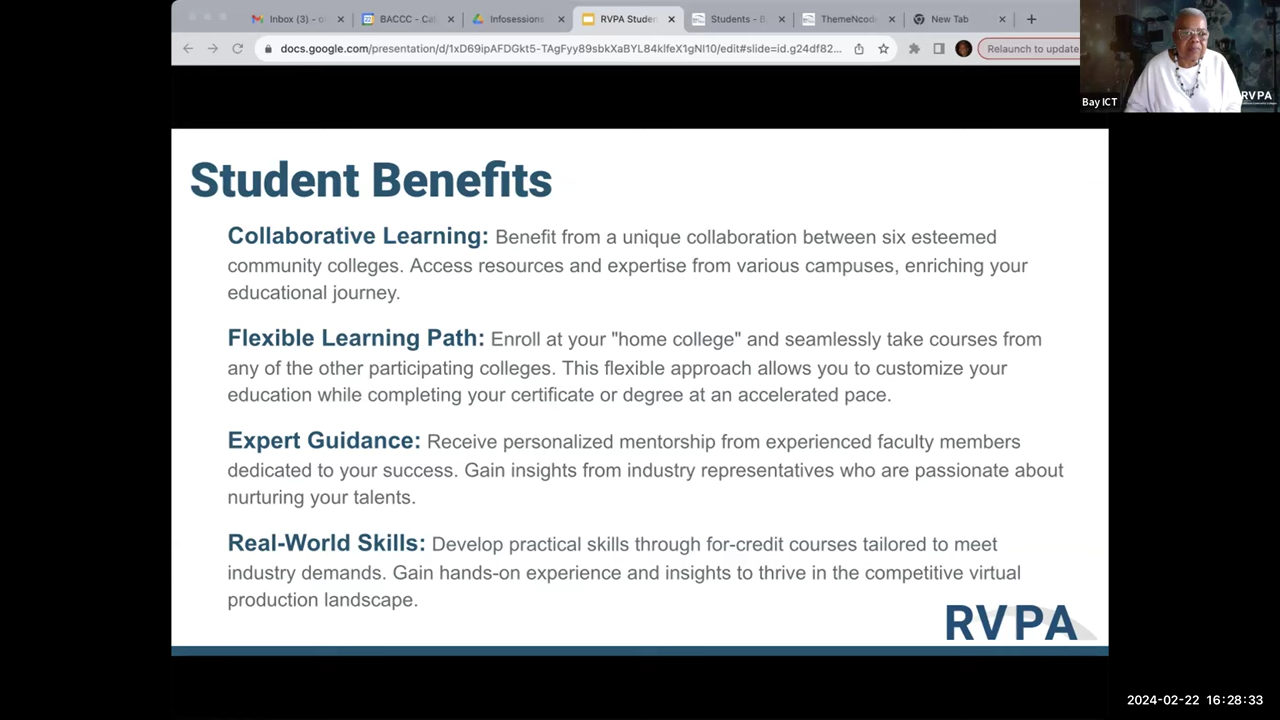 Inbox (3) - o
BACCC - Cal
Infosessions
RVPA Studen
Students - B
ThemeNcod
New Tab
docs.google.com/presentation/d/1xD69ipAFDGkt5-TAgFyy89sbkXaBYL84klfeX1gNl10/edit#slide=id.g24df82...
Relaunch to update
Bay ICT
RVPA
Student Benefits
Collaborative Learning: Benefit from a unique collaboration between six esteemed
community colleges. Access resources and expertise from various campuses, enriching your
educational journey.
Flexible Learning Path: Enroll at your "home college" and seamlessly take courses from
any of the other participating colleges. This flexible approach allows you to customize your
education while completing your certificate or degree at an accelerated pace.
Expert Guidance: Receive personalized mentorship from experienced faculty members
dedicated to your success. Gain insights from industry representatives who are passionate about
nurturing your talents.
Real-World Skills: Develop practical skills through for-credit courses tailored to meet
industry demands. Gain hands-on experience and insights to thrive in the competitive virtual
production landscape.
RVPA
2024-02-22 16:28:33